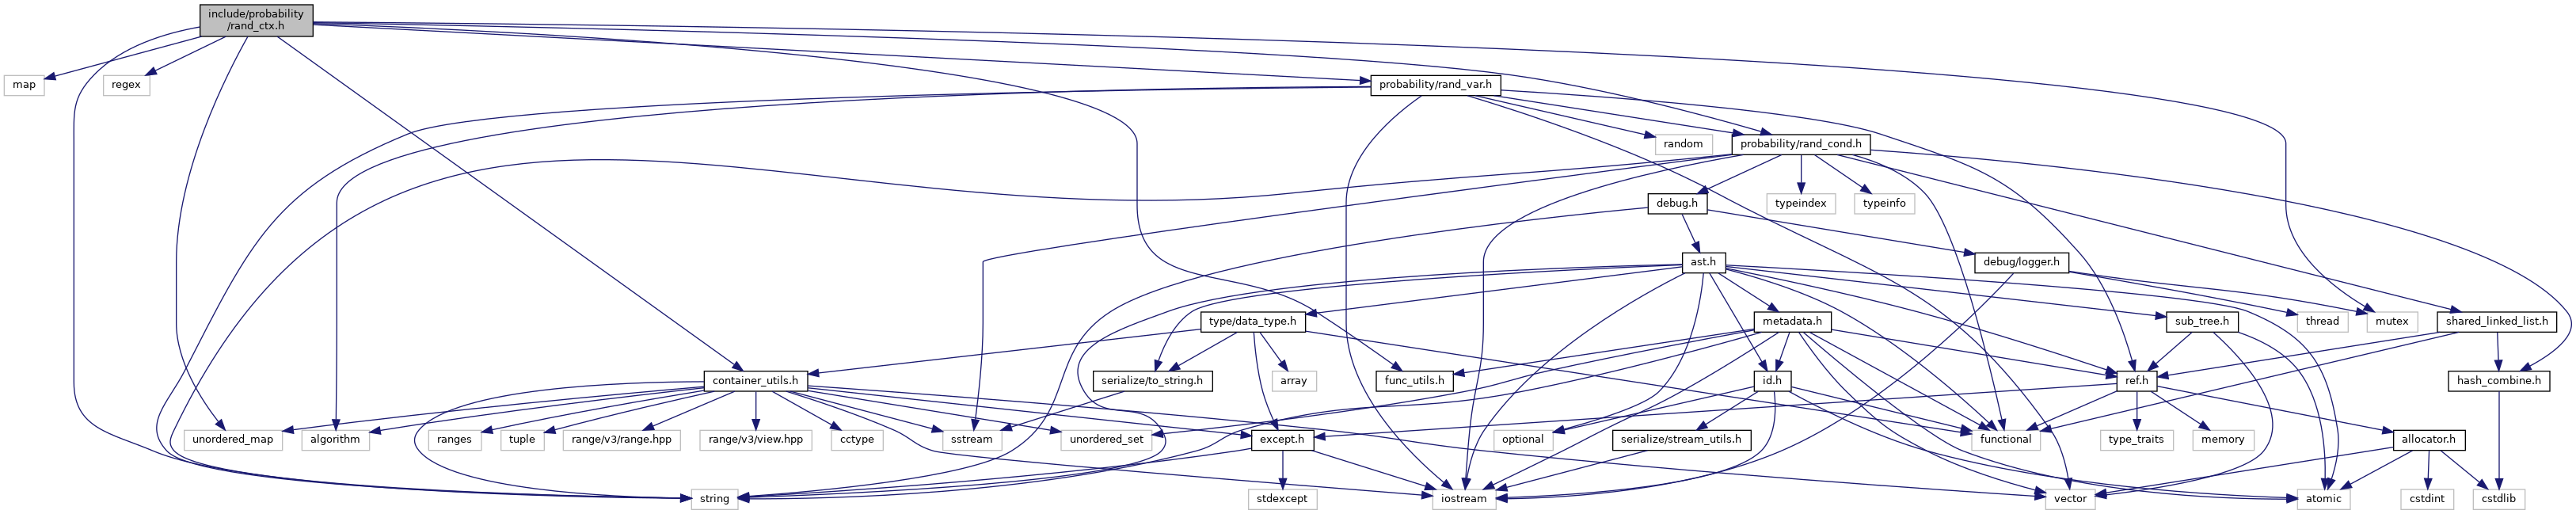 include/probability
/rand_ctx.h
map
regex
probability/rand_var.h
random
probability/rand_cond.h
debug.h
typeindex
typeinfo
ast.h
debug/logger.h
type/data_type.h
metadata.h
sub_tree.h
thread
mutex
shared_linked_list.h
container_utils.h
serialize/to_string.h
array
func_utils.h
id.h
ref.h
hash_combine.h
unordered_map
algorithm
ranges
tuple
range/v3/range.hpp
range/v3/view.hpp
cctype
sstream
unordered_set
except.h
optional
serialize/stream_utils.h
functional
type_traits
memory
allocator.h
string
stdexcept
iostream
vector
atomic
cstdint
cstdlib